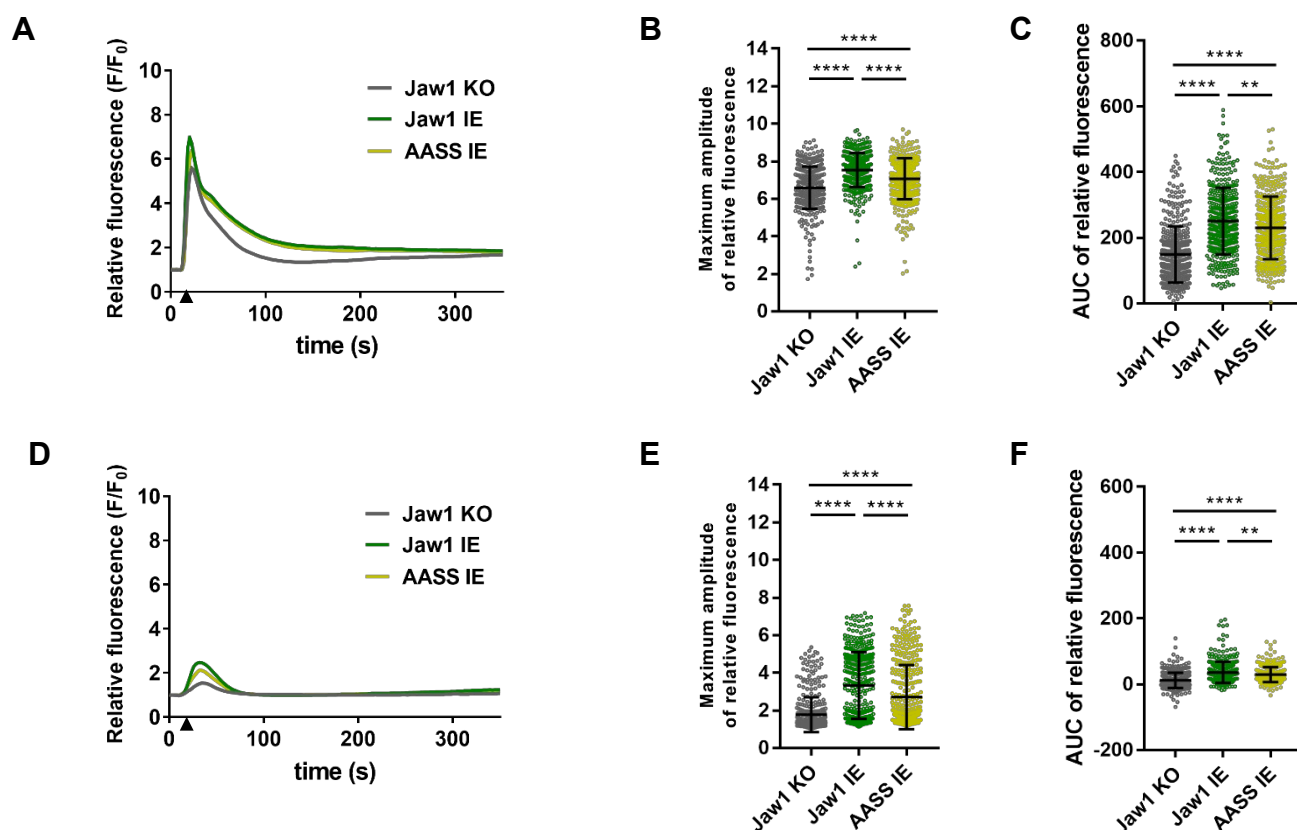 A
Relative fluorescence (F/F0)
10
8
6
4
2
0
0
100
200
300
time (s)
Jaw1 KO
Jaw1 IE
AASS IE
B
Maximum amplitude
of relative fluorescence
14
12
10
8
6
4
2
0
****
**** ****
Jaw1 KO
Jaw1 IE
AASS IE
C
AUC of relative fluorescence
800
600
400
200
0
****
**** **
Jaw1 KO
Jaw1 IE
AASS IE
D
Relative fluorescence (F/F0)
10
8
6
4
2
0
0
100
200
300
time (s)
Jaw1 KO
Jaw1 IE
AASS IE
E
Maximum amplitude
of relative fluorescence
14
12
10
8
6
4
2
0
****
**** ****
Jaw1 KO
Jaw1 IE
AASS IE
F
AUC of relative fluorescence
600
400
200
0
-200
****
**** **
Jaw1 KO
Jaw1 IE
AASS IE